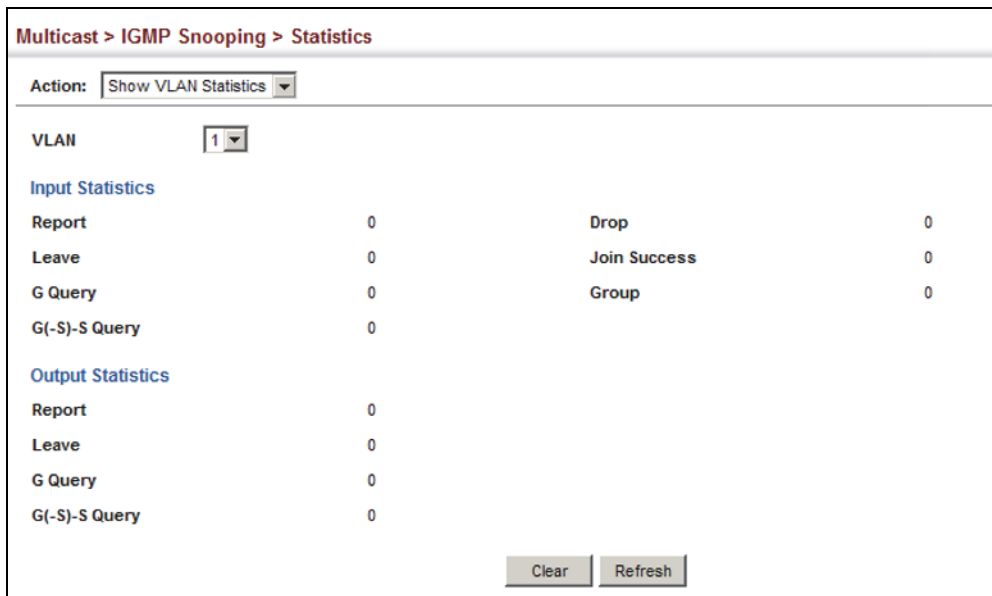 Multicast > IGMP Snooping > Statistics
Action: Show VLAN Statistics
VLAN 1
Input Statistics
Report 0 Drop 0
Leave 0 Join Success 0
G Query 0 Group 0
G(-S)-S Query 0
Output Statistics
Report 0
Leave 0
G Query 0
G(-S)-S Query 0
Clear Refresh